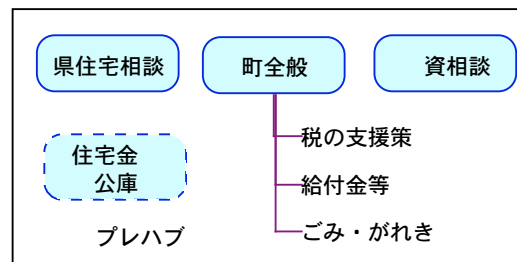 県住宅相談
町全般
資相談
住宅金
公庫
プレハブ
税の支援策
給付金等
ごみ・がれき